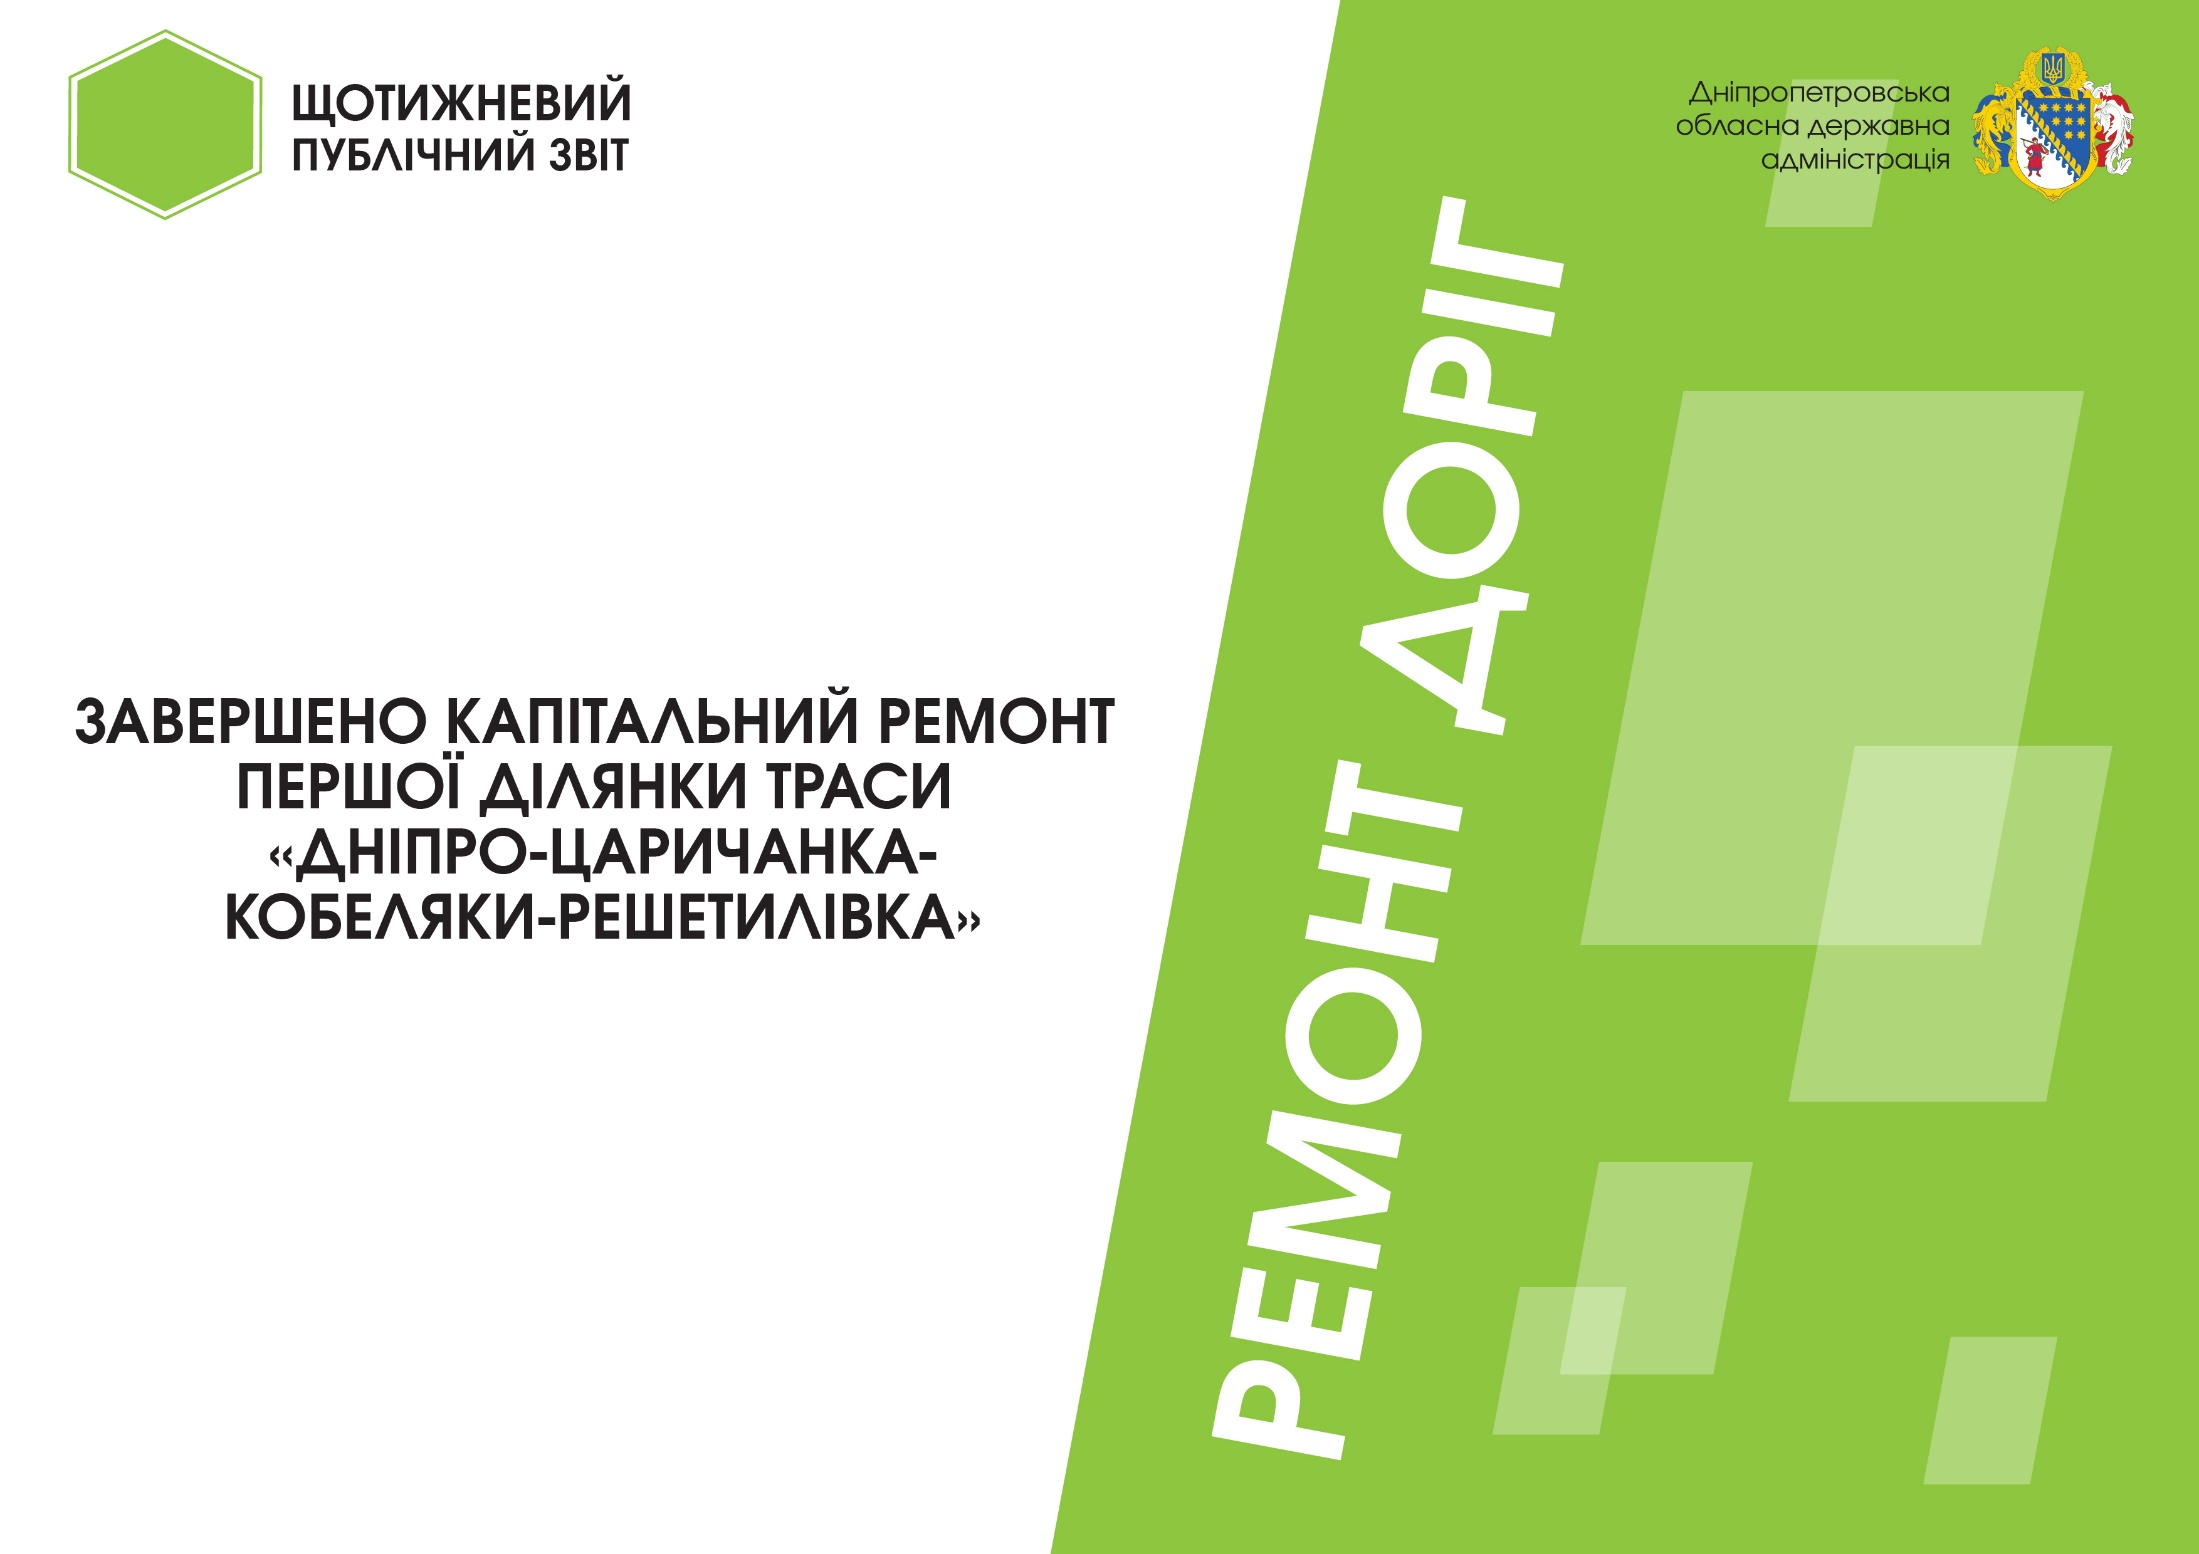 ЩОТИЖНЕВИЙ
ПУБЛІЧНИЙ ЗВІТ
Дніпропетровська
обласна державна
адміністрація
РЕМОНТ ДОРІГ
ЗАВЕРШЕНО КАПІТАЛЬНИЙ РЕМОНТ
ПЕРШОЇ ДІЛЯНКИ ТРАСИ
«ДНІПРО-ЦАРИЧАНКА-
КОБЕЛЯКИ-РЕШЕТИЛІВКА»